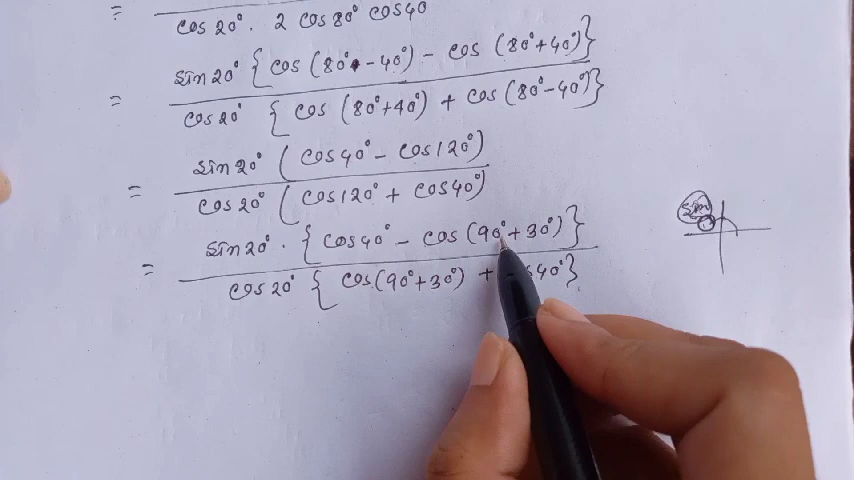 =
cos 20° . 2 cos 80° cos 40
sin 20° { cos (80° - 40°) - cos (80° + 40°) }
=
cos 20° { cos (80° + 40°) + cos (80° - 40°) }
sin 20° ( cos 40° - cos 120° )
=
cos 20° ( cos 120° + cos 40° )
sin 20° . { cos 40° - cos (90° + 30°) }
=
cos 20° { cos (90° + 30°) + s 40° }
sin